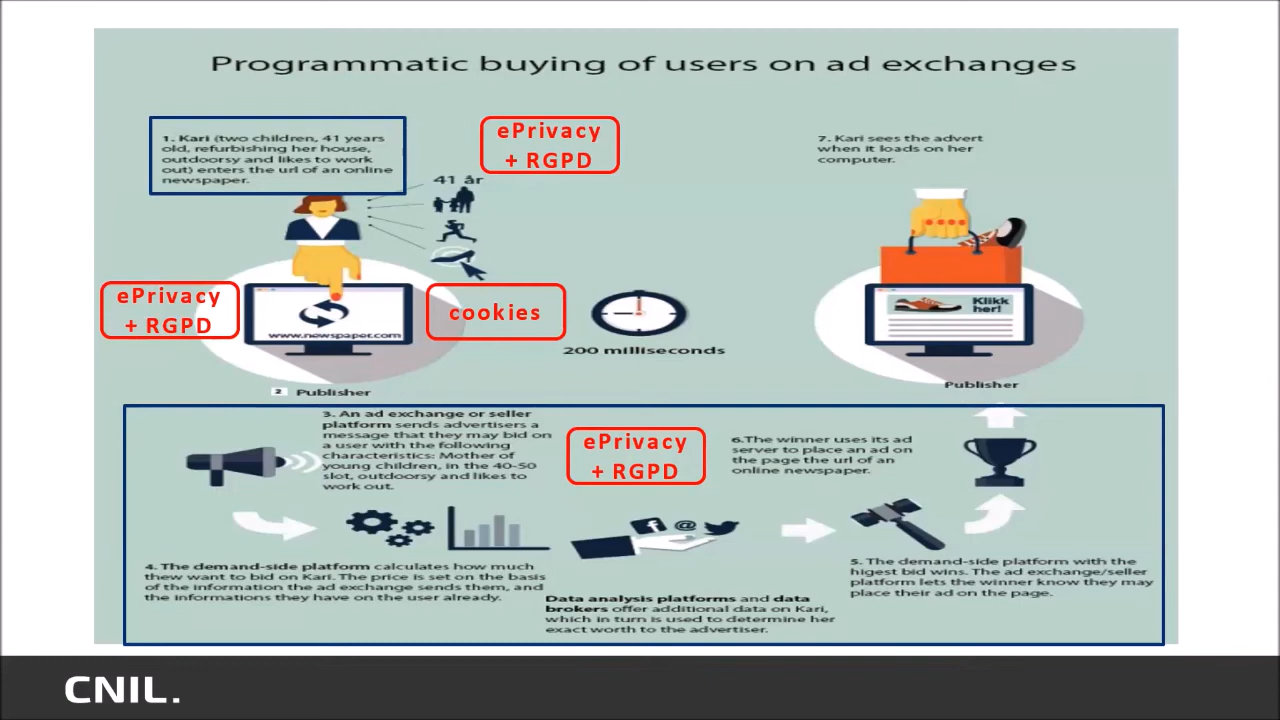 Programmatic buying of users on ad exchanges
1. Kari (two children, 41 years
old, refurbishing her house,
outdoorsy and likes to work
out) enters the url of an online
newspaper.
ePrivacy
+ RGPD
7. Kari sees the advert
when it loads on her
computer.
41 år
ePrivacy
+ RGPD
www.newspaper.com
cookies
200 milliseconds
Klikk
her!
2 Publisher
Publisher
3. An ad exchange or seller
platform sends advertisers a
message that they may bid on
a user with the following
characteristics: Mother of
young children, in the 40-50
slot, outdoorsy and likes to
work out.
ePrivacy
+ RGPD
6.The winner uses its ad
server to place an ad on
the page the url of an
online newspaper.
f @
4. The demand-side platform calculates how much
thew want to bid on Kari. The price is set on the basis
of the information the ad exchange sends them, and
the informations they have on the user already.
Data analysis platforms and data
brokers offer additional data on Kari,
which in turn is used to determine her
exact worth to the advertiser.
5. The demand-side platform with the
higest bid wins. The ad exchange/seller
platform lets the winner know they may
place their ad on the page.
CNIL.